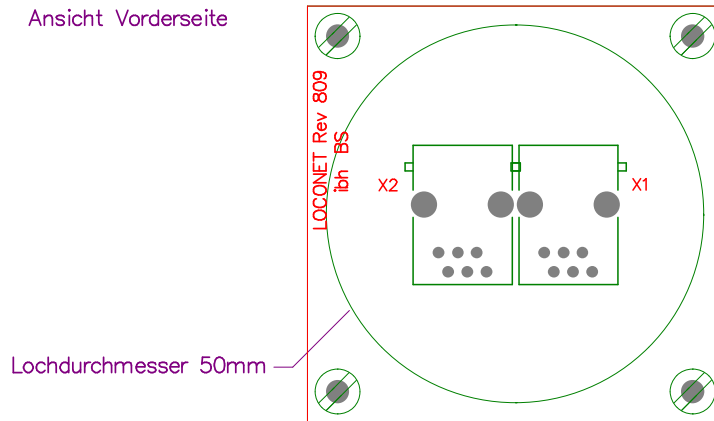 Ansicht Vorderseite
LOCONET Rev 809
ibh BS
X2
X1
Lochdurchmesser 50mm